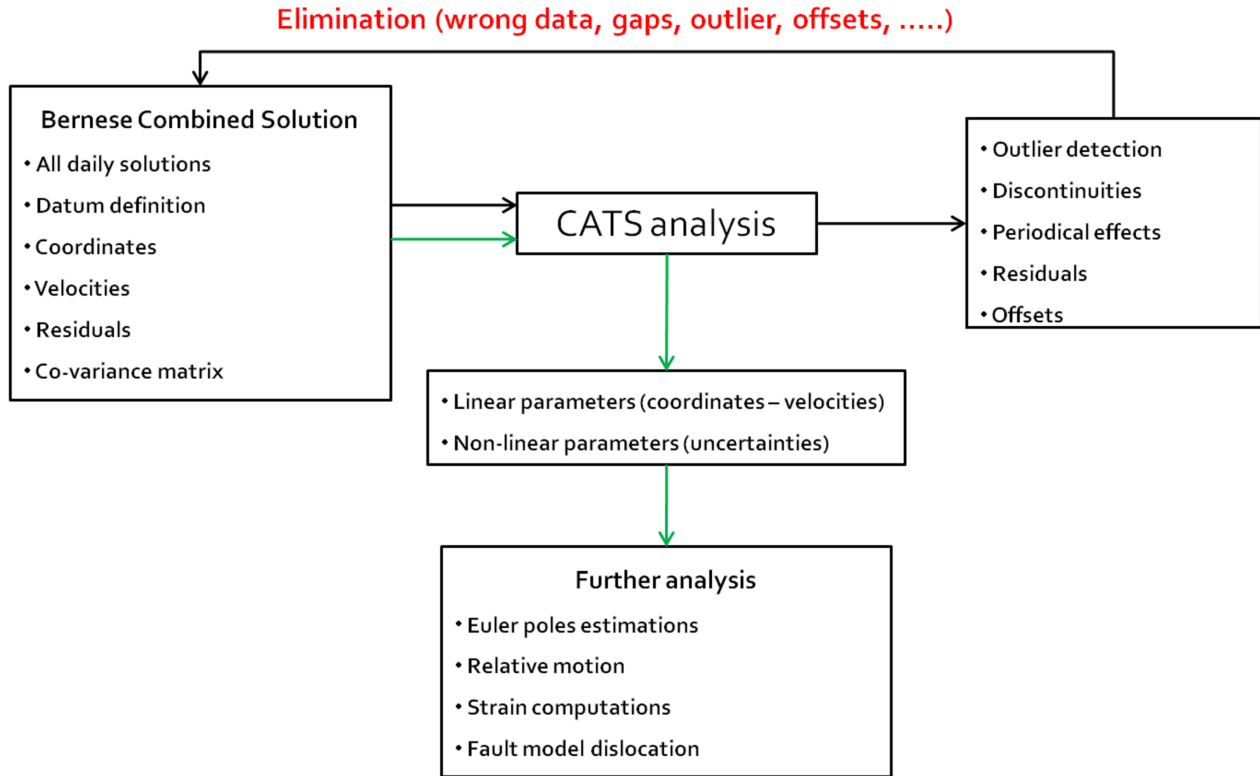 Elimination (wrong data, gaps, outlier, offsets, .....)
Bernese Combined Solution
• All daily solutions
• Datum definition
• Coordinates
• Velocities
• Residuals
• Co-variance matrix
CATS analysis
• Outlier detection
• Discontinuities
• Periodical effects
• Residuals
• Offsets
• Linear parameters (coordinates – velocities)
• Non-linear parameters (uncertainties)
Further analysis
• Euler poles estimations
• Relative motion
• Strain computations
• Fault model dislocation